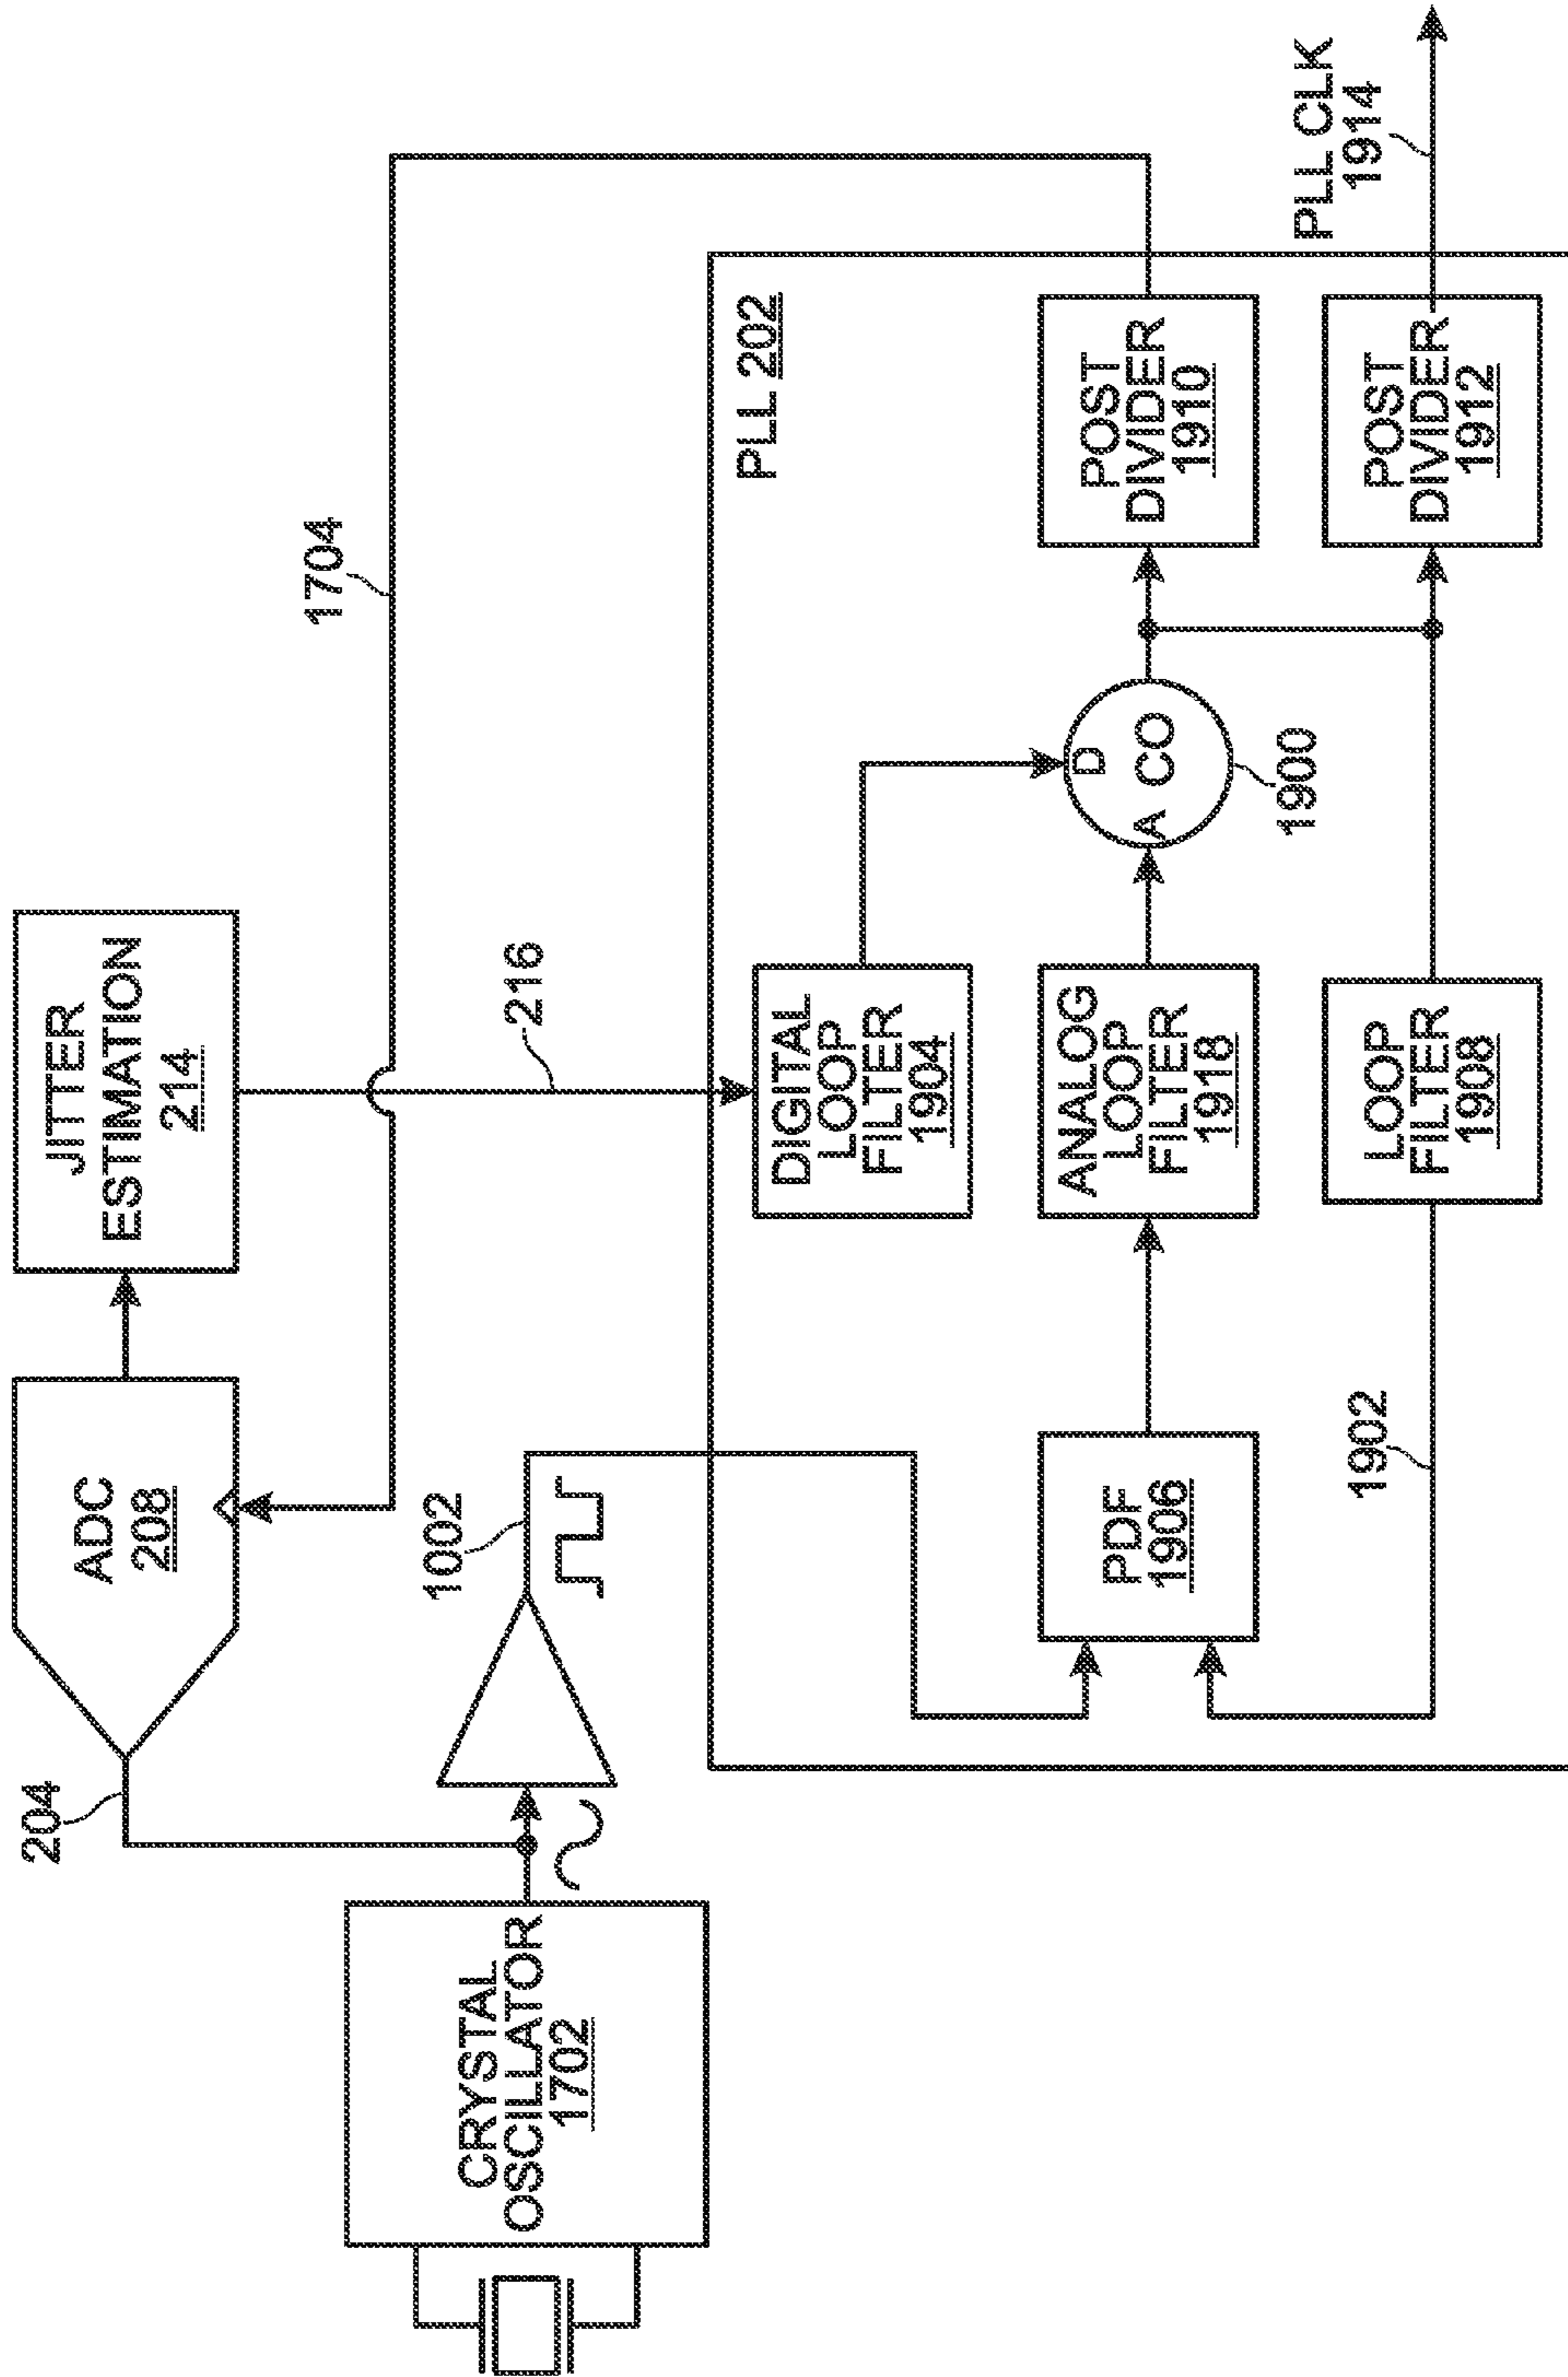 204
ADC
208
JITTER
ESTIMATION
214
1704
216
CRYSTAL
OSCILLATOR
1702
1002
PLL 202
DIGITAL
LOOP
FILTER
1904
PDF
1906
ANALOG
LOOP
FILTER
1918
D
A CO
1900
POST
DIVIDER
1910
1902
LOOP
FILTER
1908
POST
DIVIDER
1912
PLL CLK
1914